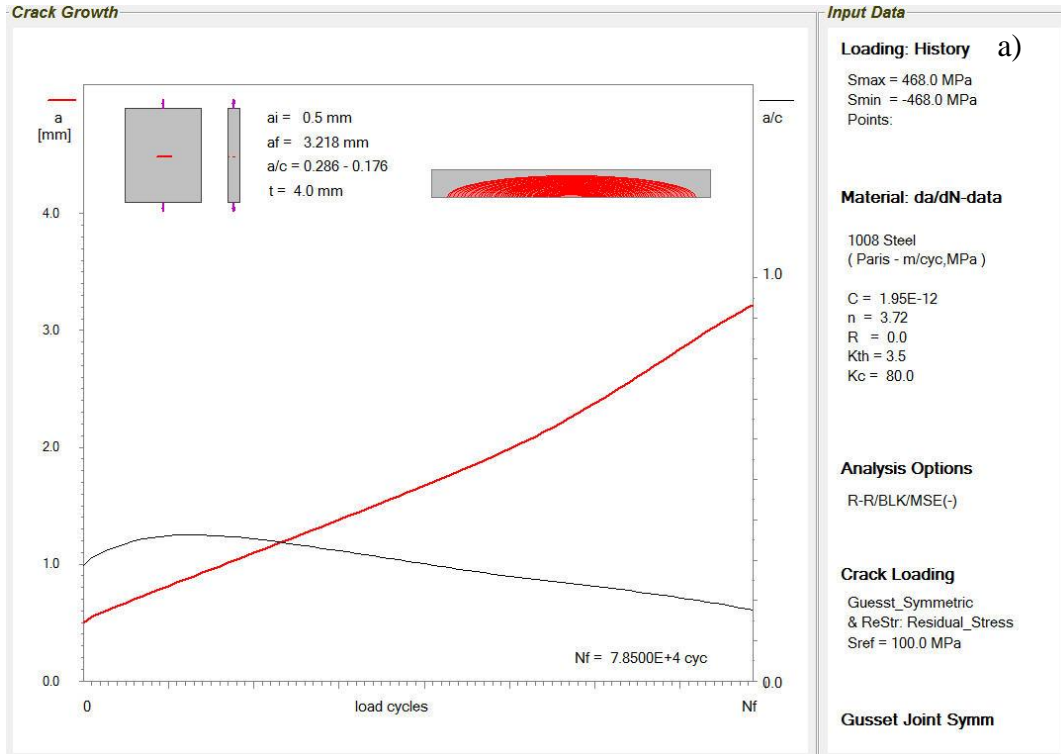 Crack Growth
a
[mm]
ai = 0.5 mm
af = 3.218 mm
a/c = 0.286 - 0.176
t = 4.0 mm
a/c
4.0
3.0
2.0
1.0
0.0
1.0
0.0
Nf = 7.8500E+4 cyc
0
load cycles
Nf
Input Data
Loading: History
a)
Smax = 468.0 MPa
Smin = -468.0 MPa
Points:
Material: da/dN-data
1008 Steel
( Paris - m/cyc,MPa )
C = 1.95E-12
n = 3.72
R = 0.0
Kth = 3.5
Kc = 80.0
Analysis Options
R-R/BLK/MSE(-)
Crack Loading
Guesst_Symmetric
& ReStr: Residual_Stress
Sref = 100.0 MPa
Gusset Joint Symm